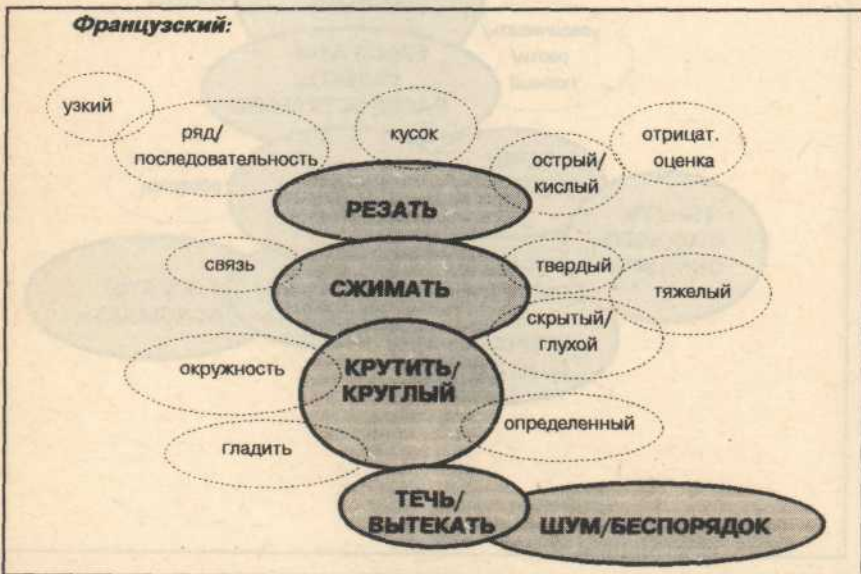 Французский:
узкий
ряд/
последовательность
кусок
острый/
кислый
отрицат.
оценка
РЕЗАТЬ
связь
СЖИМАТЬ
твердый
тяжелый
скрытый/
глухой
окружность
КРУТИТЬ/
КРУГЛЫЙ
определенный
гладить
ТЕЧЬ/
ВЫТЕКАТЬ
ШУМ/БЕСПОРЯДОК